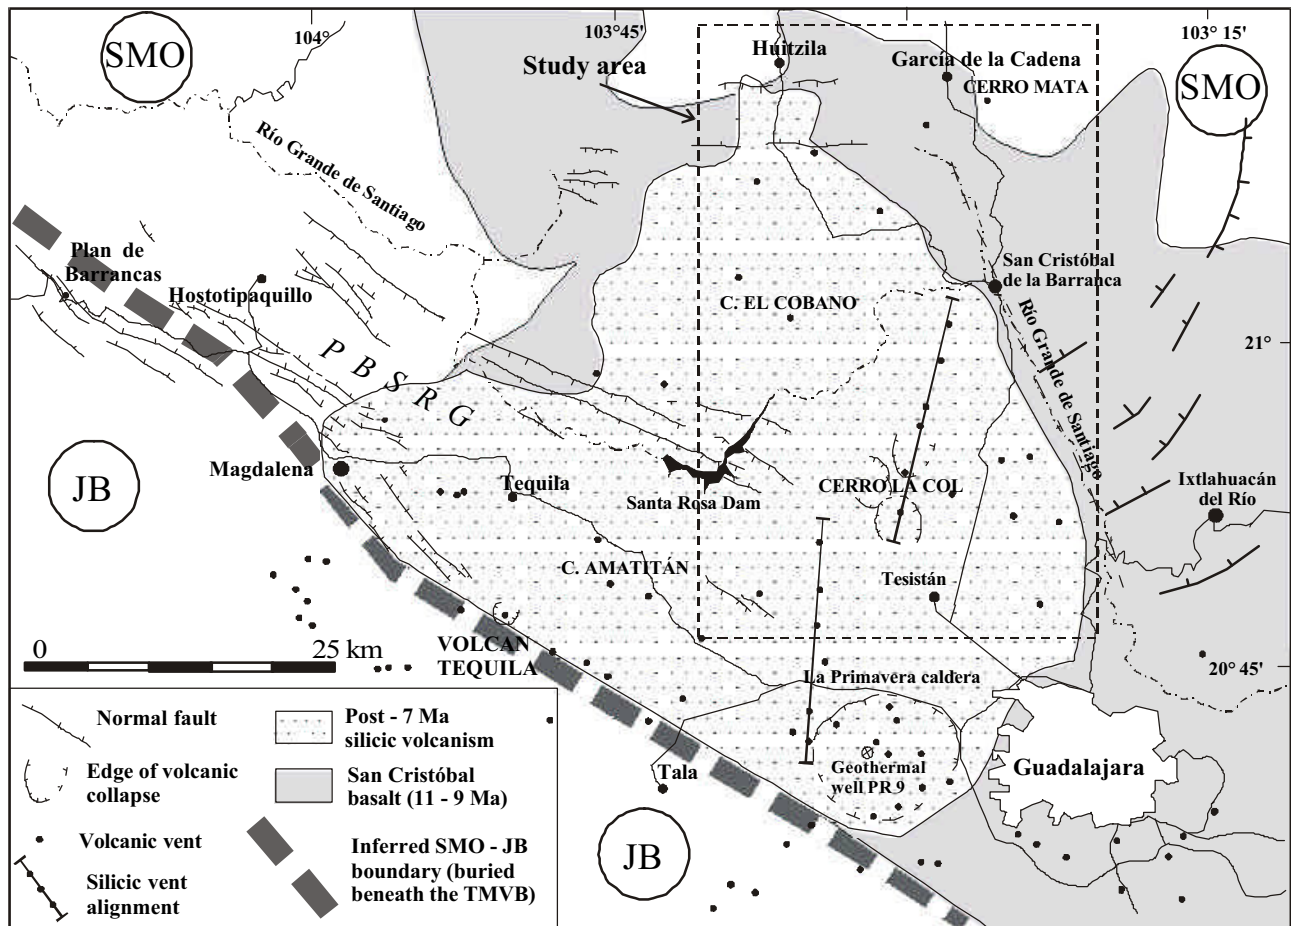 104°
103°45'
103° 15'
SMO
Huitzila
García de la Cadena
Study area
CERRO MATA
SMO
Río Grande de Santiago
Plan de
Barrancas
Hostotipaquillo
San Cristóbal
de la Barranca
C. EL COBANO
Río Grande de Santiago
21°
PBSRG
JB
Magdalena
Tequila
Santa Rosa Dam
CERRO LA COL
Ixtlahuacán
del Río
C. AMATITÁN
Tesistán
0
25 km
VOLCAN
TEQUILA
20° 45'
La Primavera caldera
Geothermal
well PR 9
Tala
Guadalajara
JB
Normal fault
Edge of volcanic
collapse
Volcanic vent
Silicic vent
alignment
Post - 7 Ma
silicic volcanism
San Cristóbal
basalt (11 - 9 Ma)
Inferred SMO - JB
boundary (buried
beneath the TMVB)